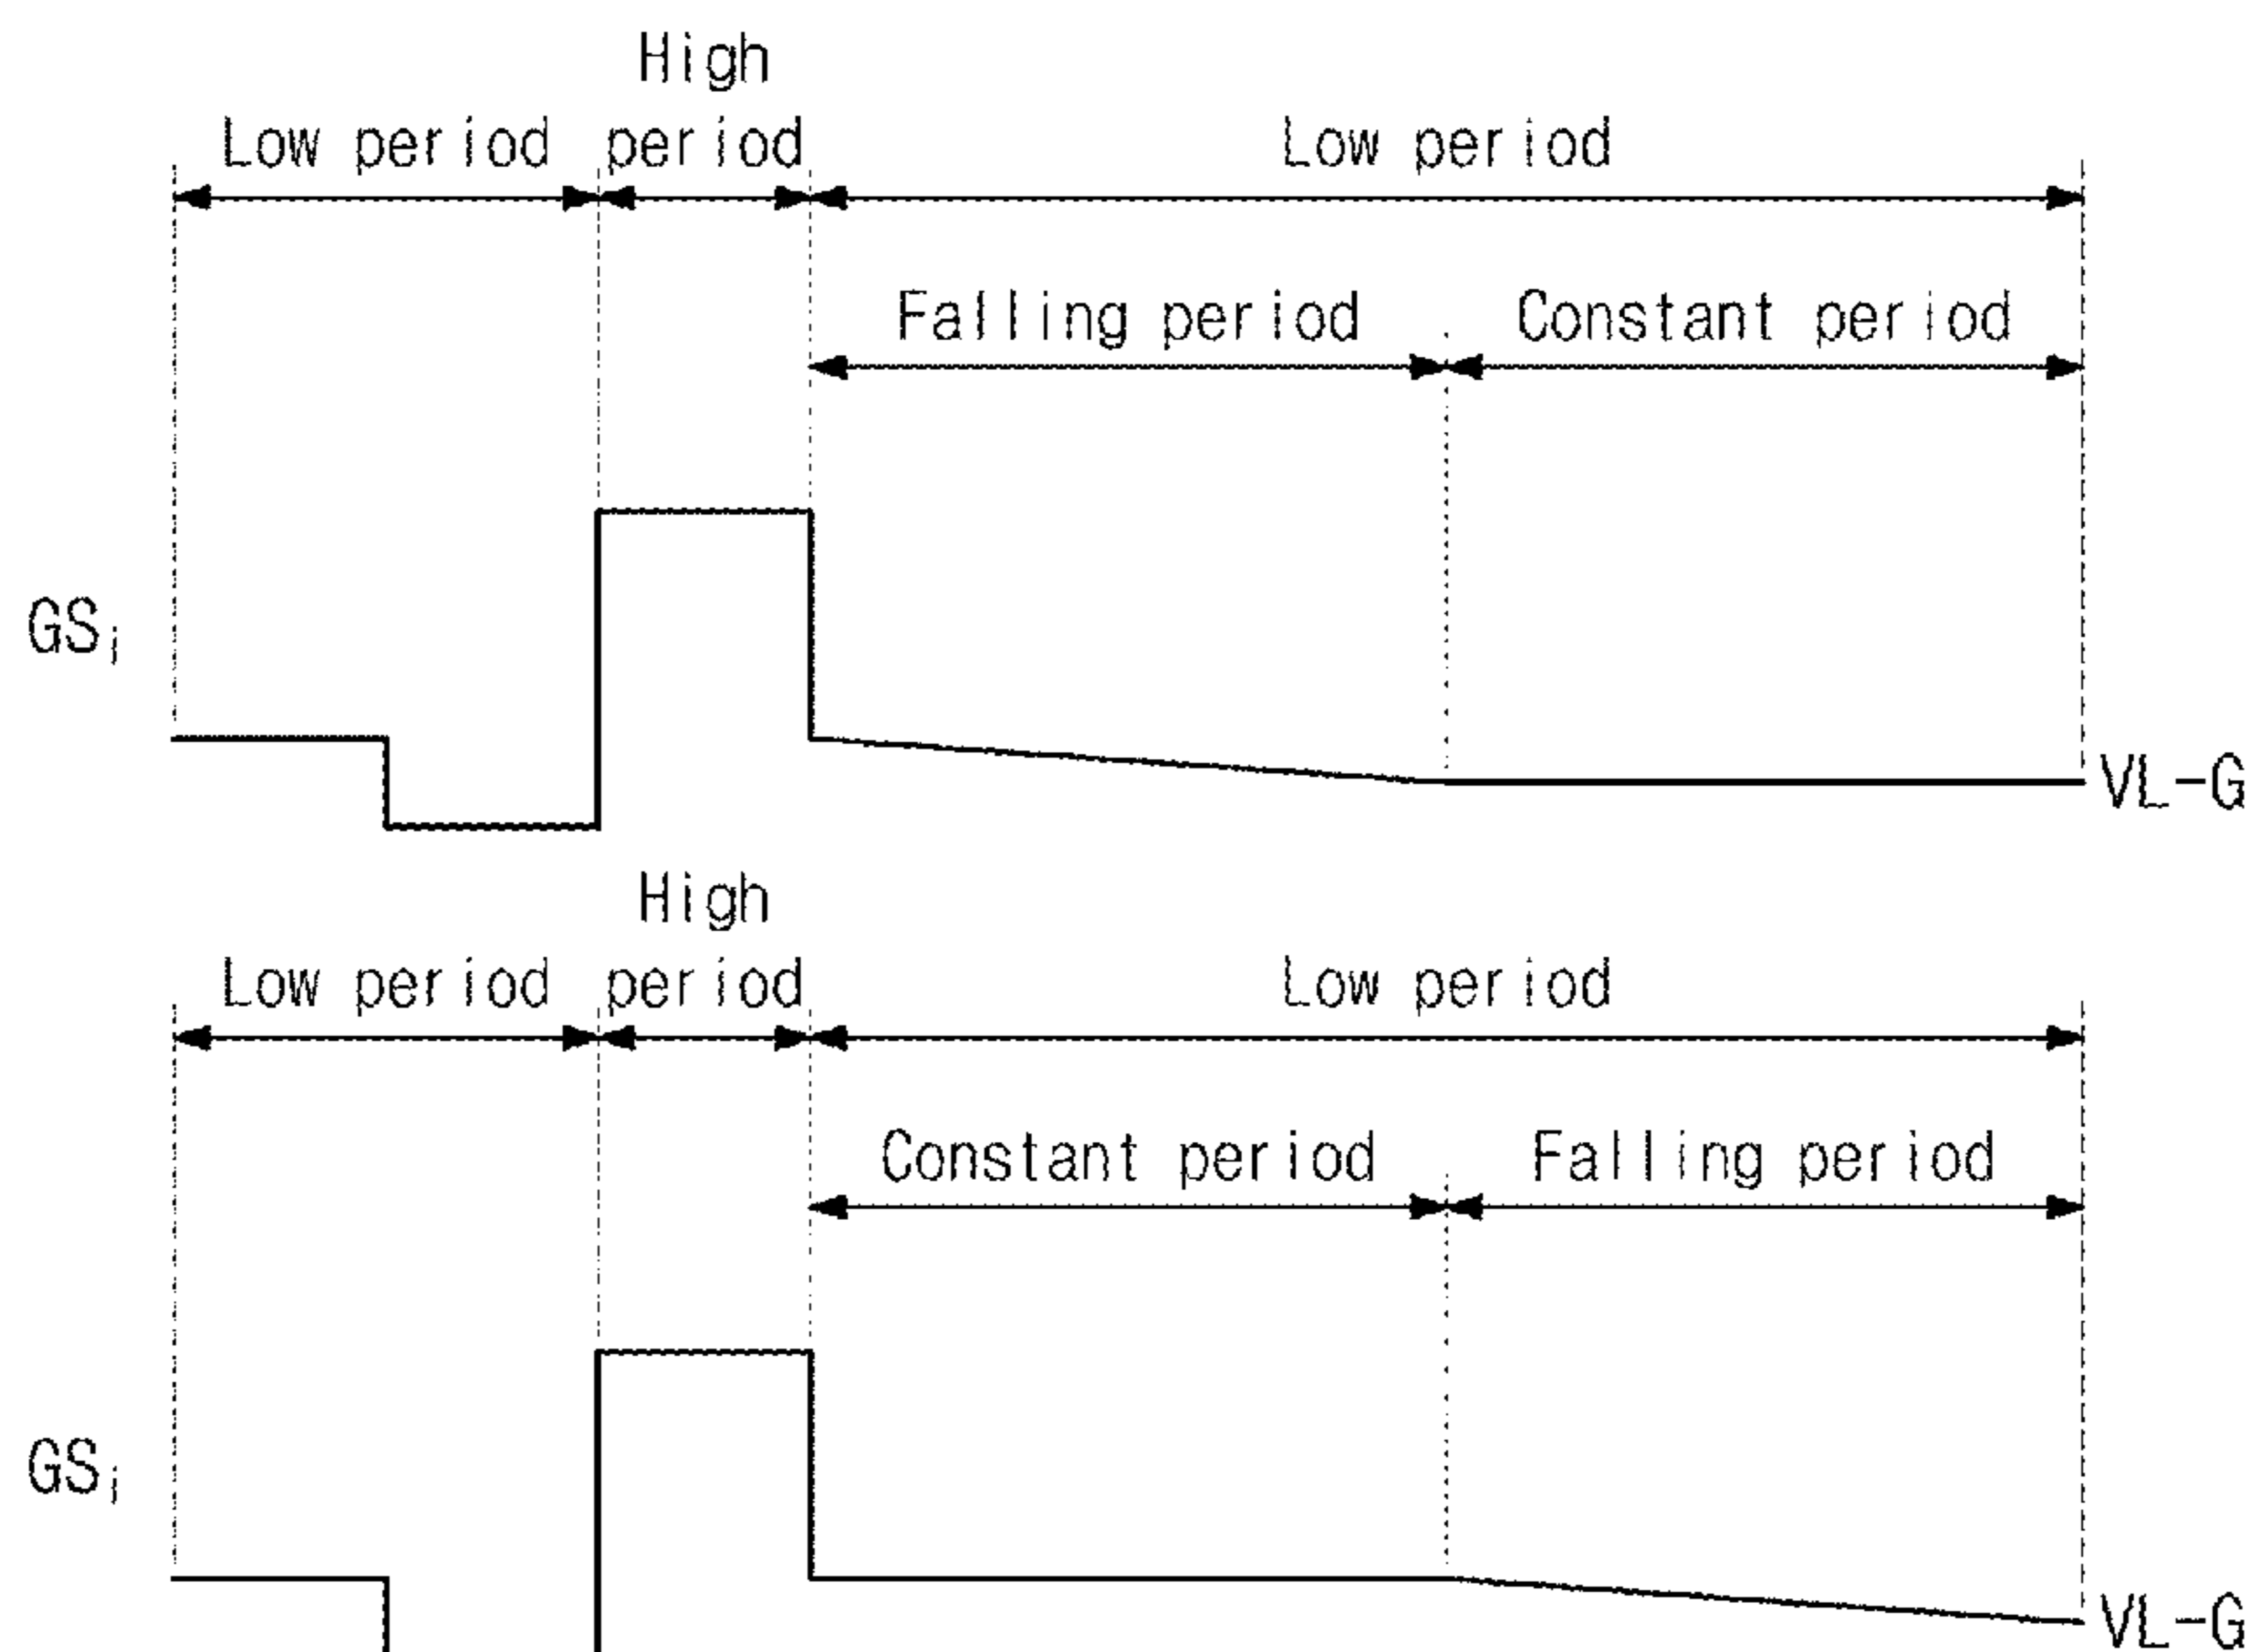 High
Low period period Low period
Falling period Constant period
GSi
VL-G
High
Low period period Low period
Constant period Falling period
GSi
VL-G